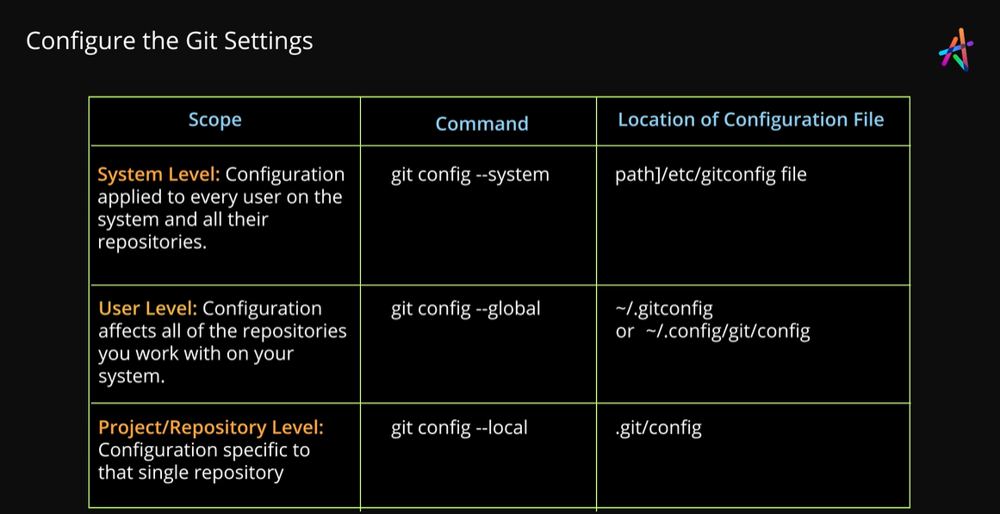 Configure the Git Settings
Scope
Command
Location of Configuration File
System Level: Configuration
applied to every user on the
system and all their
repositories.
git config --system
path]/etc/gitconfig file
User Level: Configuration
affects all of the repositories
you work with on your
system.
git config --global
~/.gitconfig
or ~/.config/git/config
Project/Repository Level:
Configuration specific to
that single repository
git config --local
.git/config